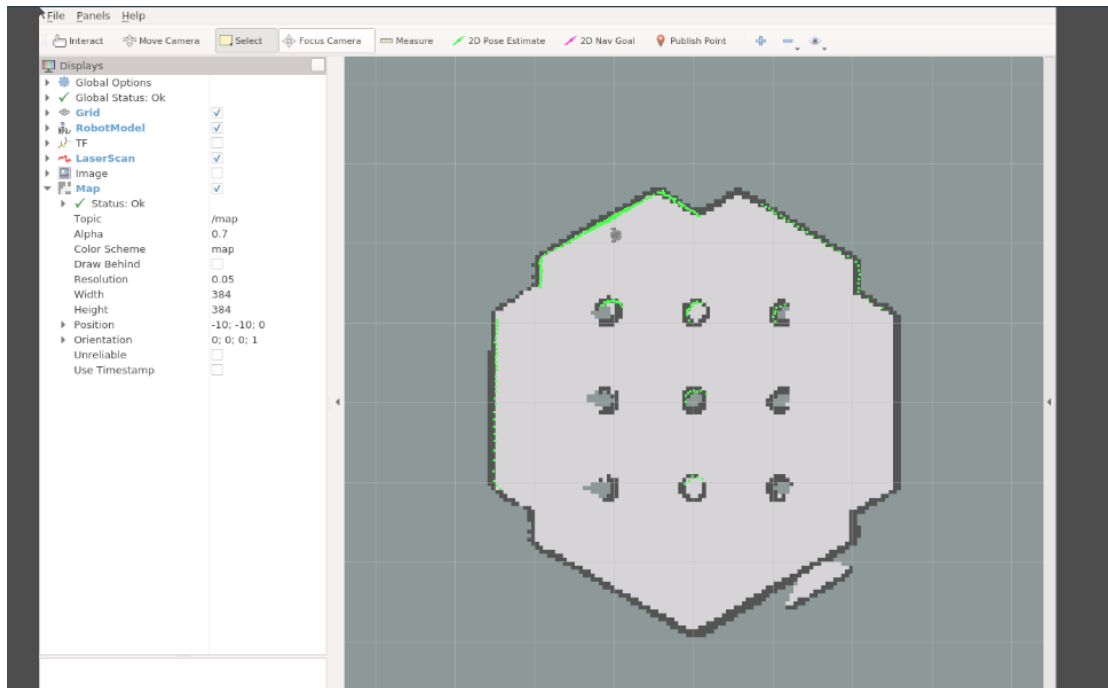 File Panels Help
Interact Move Camera Select Focus Camera Measure 2D Pose Estimate 2D Nav Goal Publish Point
Displays
Global Options
Global Status: Ok
Grid
RobotModel
TF
LaserScan
Image
Map
Status: Ok
Topic /map
Alpha 0.7
Color Scheme map
Draw Behind
Resolution 0.05
Width 384
Height 384
Position -10; -10; 0
Orientation 0; 0; 0; 1
Unreliable
Use Timestamp